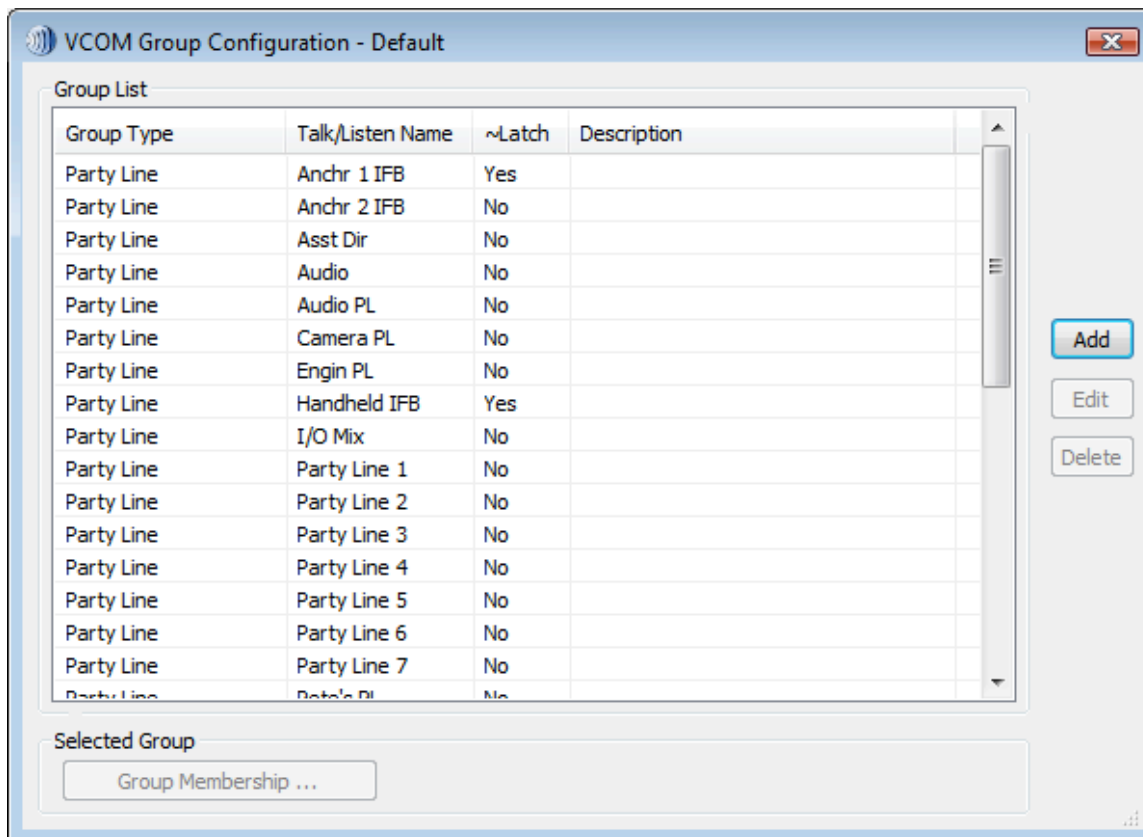 VCOM Group Configuration - Default
Group List
Group Type Talk/Listen Name ~Latch Description
Party Line Anchr 1 IFB Yes
Party Line Anchr 2 IFB No
Party Line Asst Dir No
Party Line Audio No
Party Line Audio PL No
Party Line Camera PL No
Party Line Engin PL No
Party Line Handheld IFB Yes
Party Line I/O Mix No
Party Line Party Line 1 No
Party Line Party Line 2 No
Party Line Party Line 3 No
Party Line Party Line 4 No
Party Line Party Line 5 No
Party Line Party Line 6 No
Party Line Party Line 7 No
Party Line Pete's PL No
Add
Edit
Delete
Selected Group
Group Membership ...